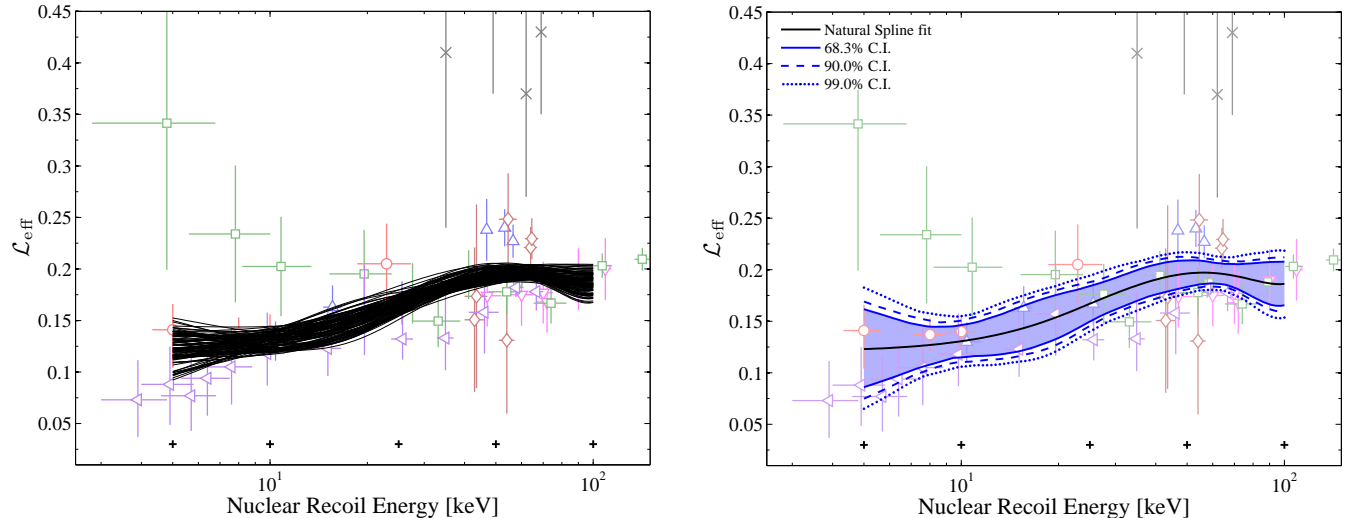 0.45
0.4
0.35
0.3
0.25
0.2
0.15
0.1
0.05
ℒeff
10¹
10²
Nuclear Recoil Energy [keV]
0.45
0.4
0.35
0.3
0.25
0.2
0.15
0.1
0.05
ℒeff
Natural Spline fit
68.3% C.I.
90.0% C.I.
99.0% C.I.
10¹
10²
Nuclear Recoil Energy [keV]